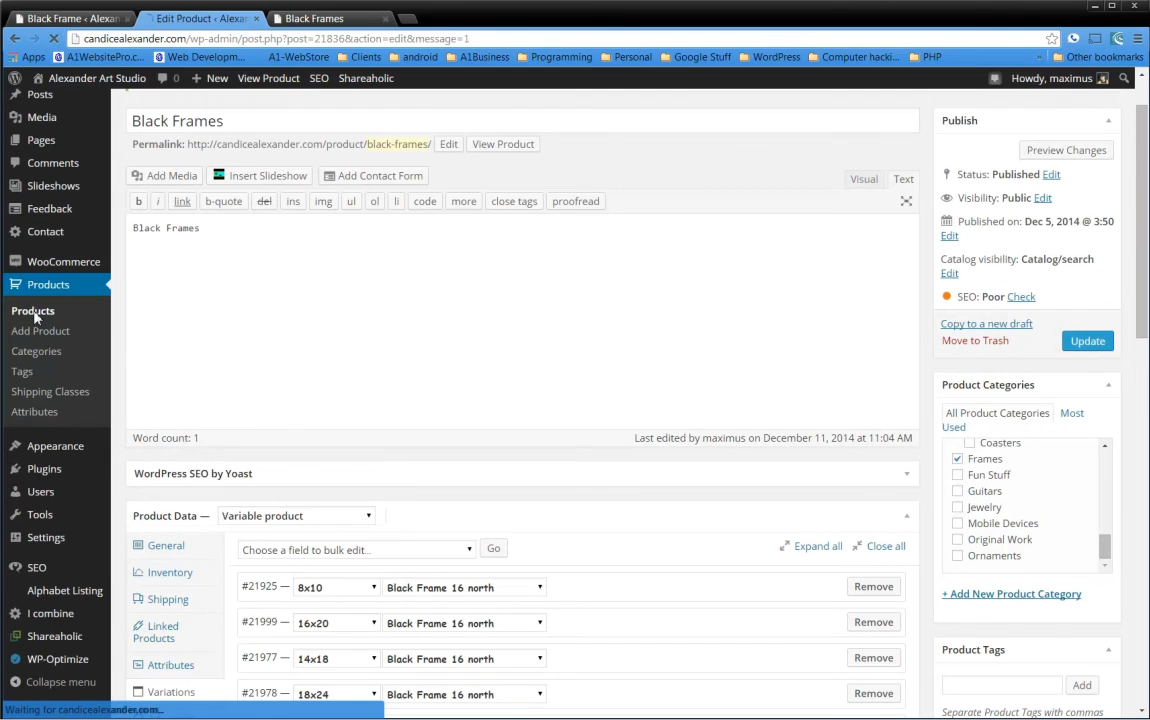 Black Frame ‹ Alexan
Edit Product ‹ Alexan
Black Frames
candicealexander.com/wp-admin/post.php?post=21836&action=edit&message=1
Apps A1WebsitePro.c... Web Developm... A1-WebStore Clients android A1Business Programming Personal Google Stuff WordPress Computer hacki... PHP » Other bookmarks
Alexander Art Studio 0 + New View Product SEO Shareaholic Howdy, maximus
Posts
Media
Pages
Comments
Slideshows
Feedback
Contact
WooCommerce
Products
Products
Add Product
Categories
Tags
Shipping Classes
Attributes
Appearance
Plugins
Users
Tools
Settings
SEO
Alphabet Listing
I combine
Shareaholic
WP-Optimize
Collapse menu
Waiting for candicealexander.com...
Black Frames
Permalink: http://candicealexander.com/product/black-frames/ Edit View Product
Add Media Insert Slideshow Add Contact Form Visual Text
b i link b-quote del ins img ul ol li code more close tags proofread
Black Frames
Word count: 1 Last edited by maximus on December 11, 2014 at 11:04 AM
WordPress SEO by Yoast
Product Data — Variable product
General
Inventory
Shipping
Linked
Products
Attributes
Variations
Choose a field to bulk edit... Go Expand all Close all
#21925 — 8x10 Black Frame 16 north Remove
#21999 — 16x20 Black Frame 16 north Remove
#21977 — 14x18 Black Frame 16 north Remove
#21978 — 18x24 Black Frame 16 north Remove
Publish
Preview Changes
Status: Published Edit
Visibility: Public Edit
Published on: Dec 5, 2014 @ 3:50
Edit
Catalog visibility: Catalog/search
Edit
SEO: Poor Check
Copy to a new draft
Move to Trash Update
Product Categories
All Product Categories Most
Used
Coasters
Frames
Fun Stuff
Guitars
Jewelry
Mobile Devices
Original Work
Ornaments
+ Add New Product Category
Product Tags
Add
Separate Product Tags with commas